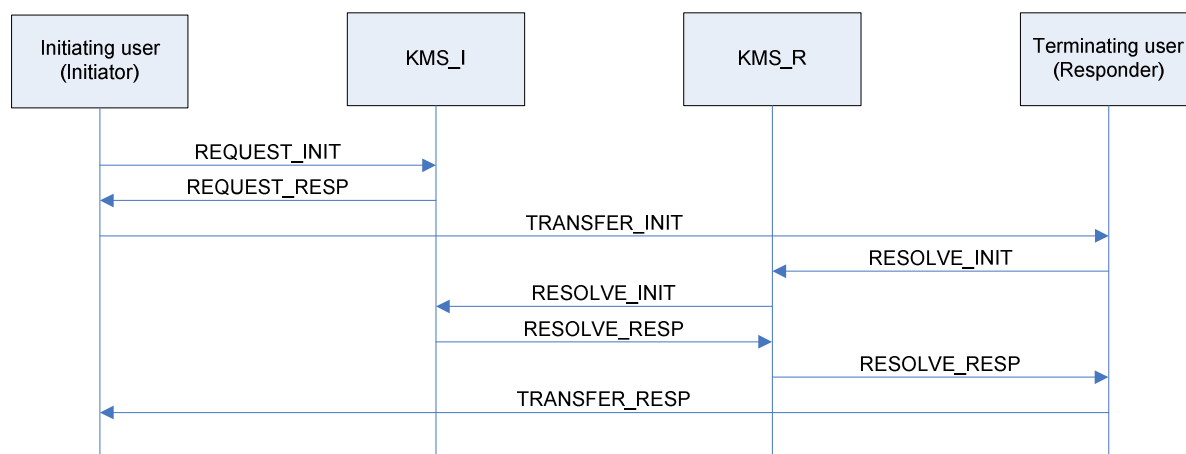 Initiating user
(Initiator)
KMS_I
KMS_R
Terminating user
(Responder)
REQUEST_INIT
REQUEST_RESP
TRANSFER_INIT
RESOLVE_INIT
RESOLVE_INIT
RESOLVE_RESP
RESOLVE_RESP
TRANSFER_RESP